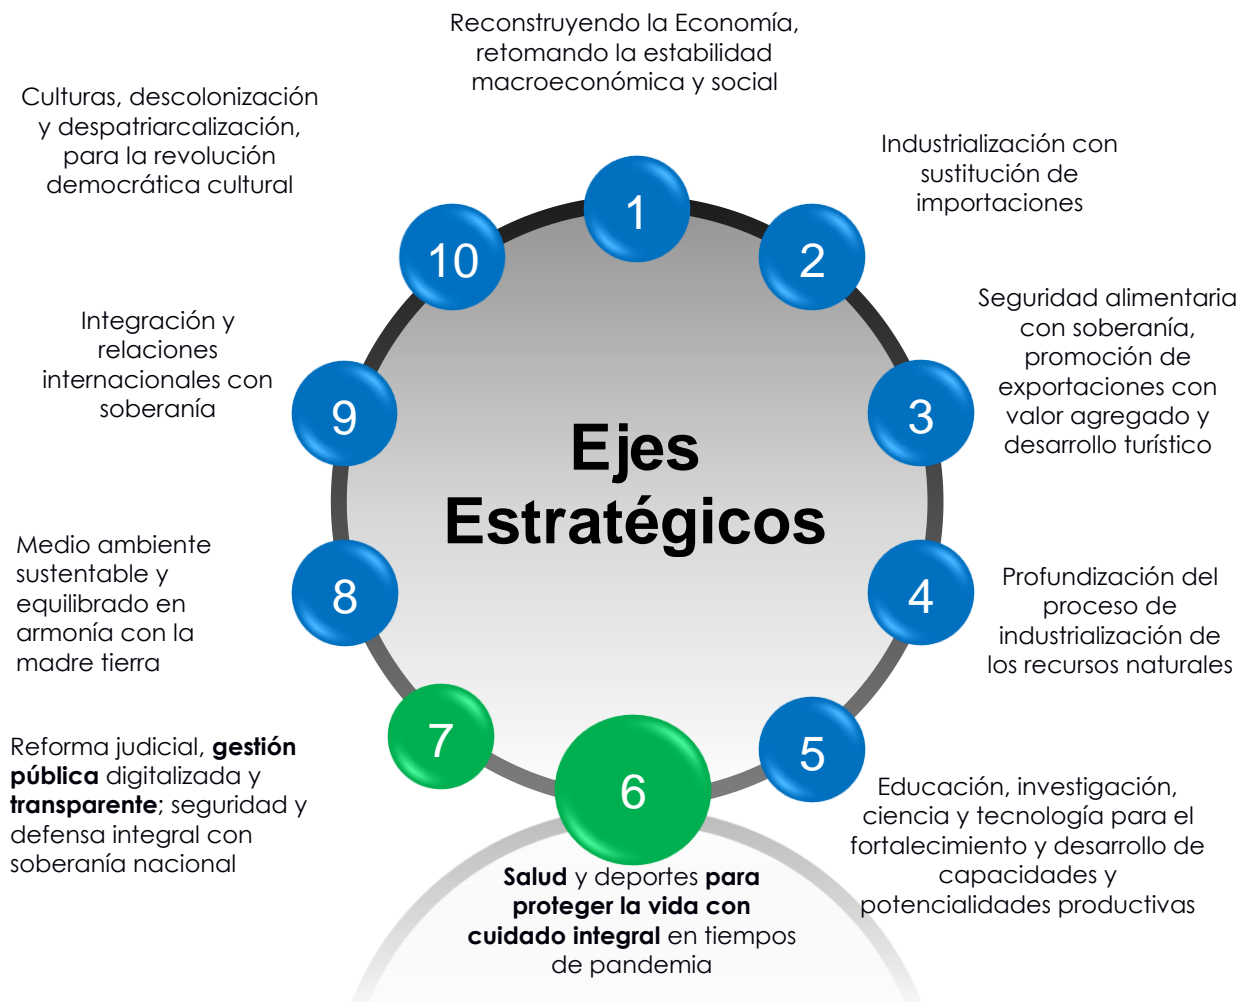 Reconstruyendo la Economía,
retomando la estabilidad
macroeconómica y social
1
Industrialización con
sustitución de
importaciones
2
Seguridad alimentaria
con soberanía,
promoción de
exportaciones con
valor agregado y
desarrollo turístico
3
Profundización del
proceso de
industrialización de
los recursos naturales
4
Educación, investigación,
ciencia y tecnología para el
fortalecimiento y desarrollo de
capacidades y
potencialidades productivas
5
6
Salud y deportes para
proteger la vida con
cuidado integral en tiempos
de pandemia
7
Reforma judicial, gestión
pública digitalizada y
transparente; seguridad y
defensa integral con
soberanía nacional
8
Medio ambiente
sustentable y
equilibrado en
armonía con la
madre tierra
9
Integración y
relaciones
internacionales con
soberanía
10
Culturas, descolonización
y despatriarcalización,
para la revolución
democrática cultural
Ejes
Estratégicos